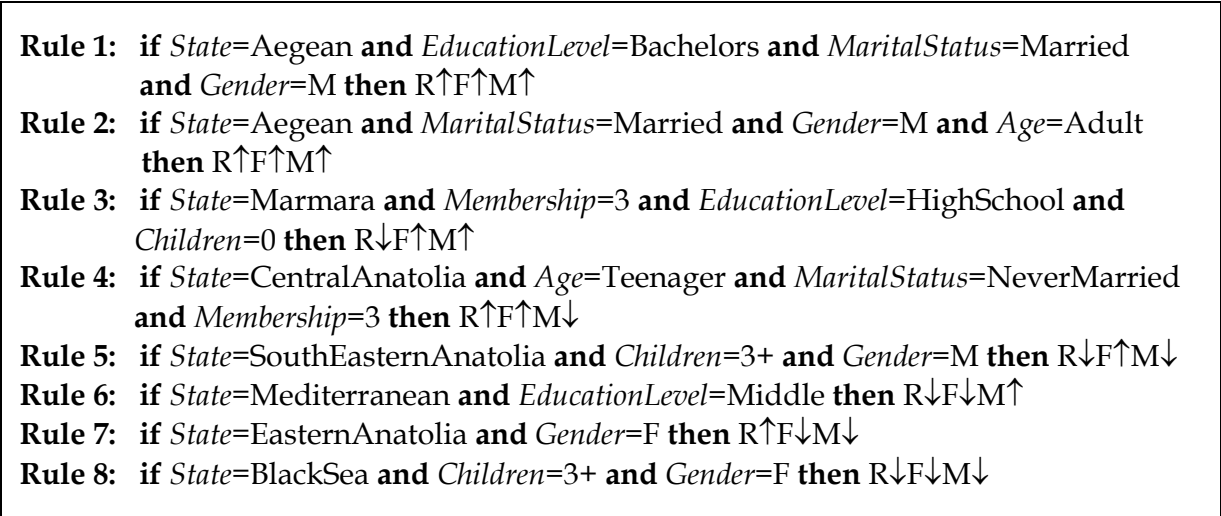 Rule 1: if State=Aegean and EducationLevel=Bachelors and MaritalStatus=Married
and Gender=M then R↑F↑M↑
Rule 2: if State=Aegean and MaritalStatus=Married and Gender=M and Age=Adult
then R↑F↑M↑
Rule 3: if State=Marmara and Membership=3 and EducationLevel=HighSchool and
Children=0 then R↓F↑M↑
Rule 4: if State=CentralAnatolia and Age=Teenager and MaritalStatus=NeverMarried
and Membership=3 then R↑F↑M↓
Rule 5: if State=SouthEasternAnatolia and Children=3+ and Gender=M then R↓F↑M↓
Rule 6: if State=Mediterranean and EducationLevel=Middle then R↓F↓M↑
Rule 7: if State=EasternAnatolia and Gender=F then R↑F↓M↓
Rule 8: if State=BlackSea and Children=3+ and Gender=F then R↓F↓M↓